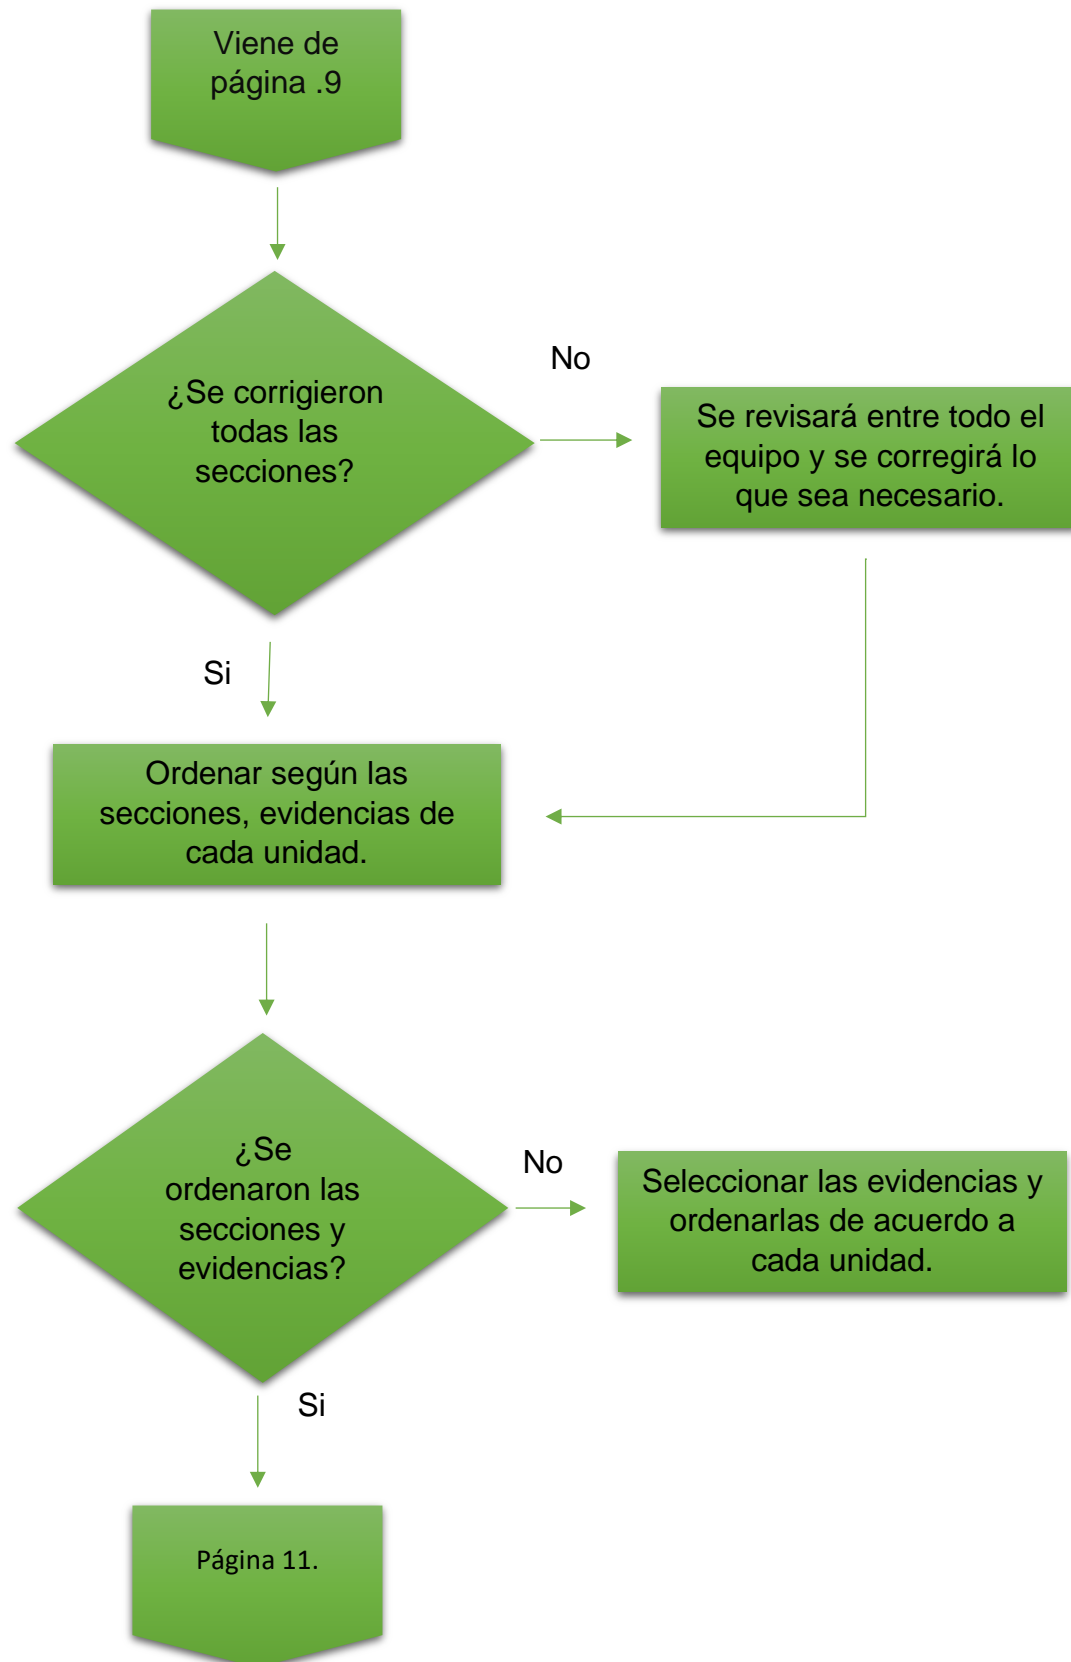 Viene de
página .9
No
¿Se corrigieron
todas las
secciones?
Se revisará entre todo el
equipo y se corregirá lo
que sea necesario.
Si
Ordenar según las
secciones, evidencias de
cada unidad.
¿Se
ordenaron las
secciones y
evidencias?
No
Seleccionar las evidencias y
ordenarlas de acuerdo a
cada unidad.
Si
Página 11.